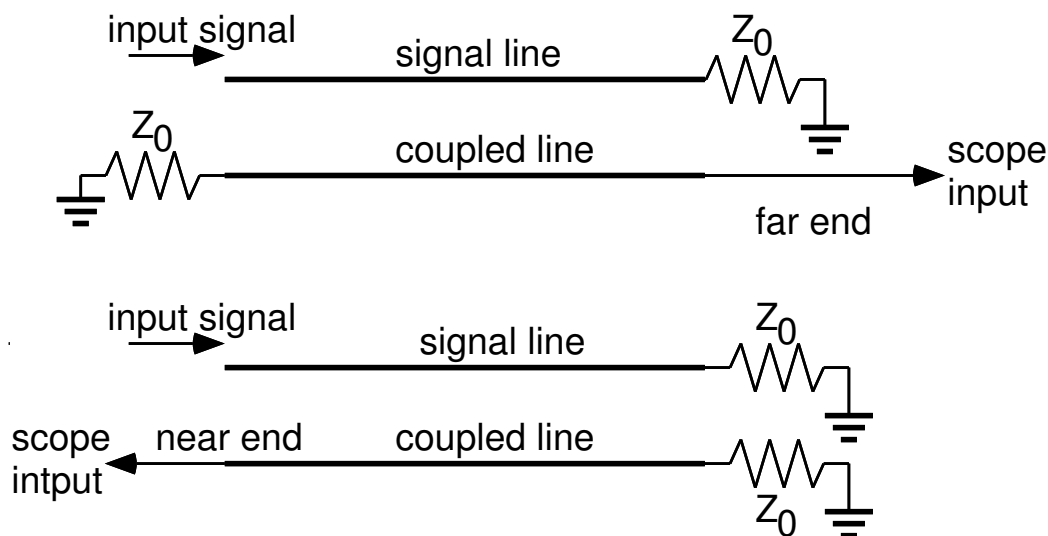 input signal
Z0
signal line
Z0
coupled line
scope
input
far end
input signal
Z0
signal line
scope
intput
near end
coupled line
Z0